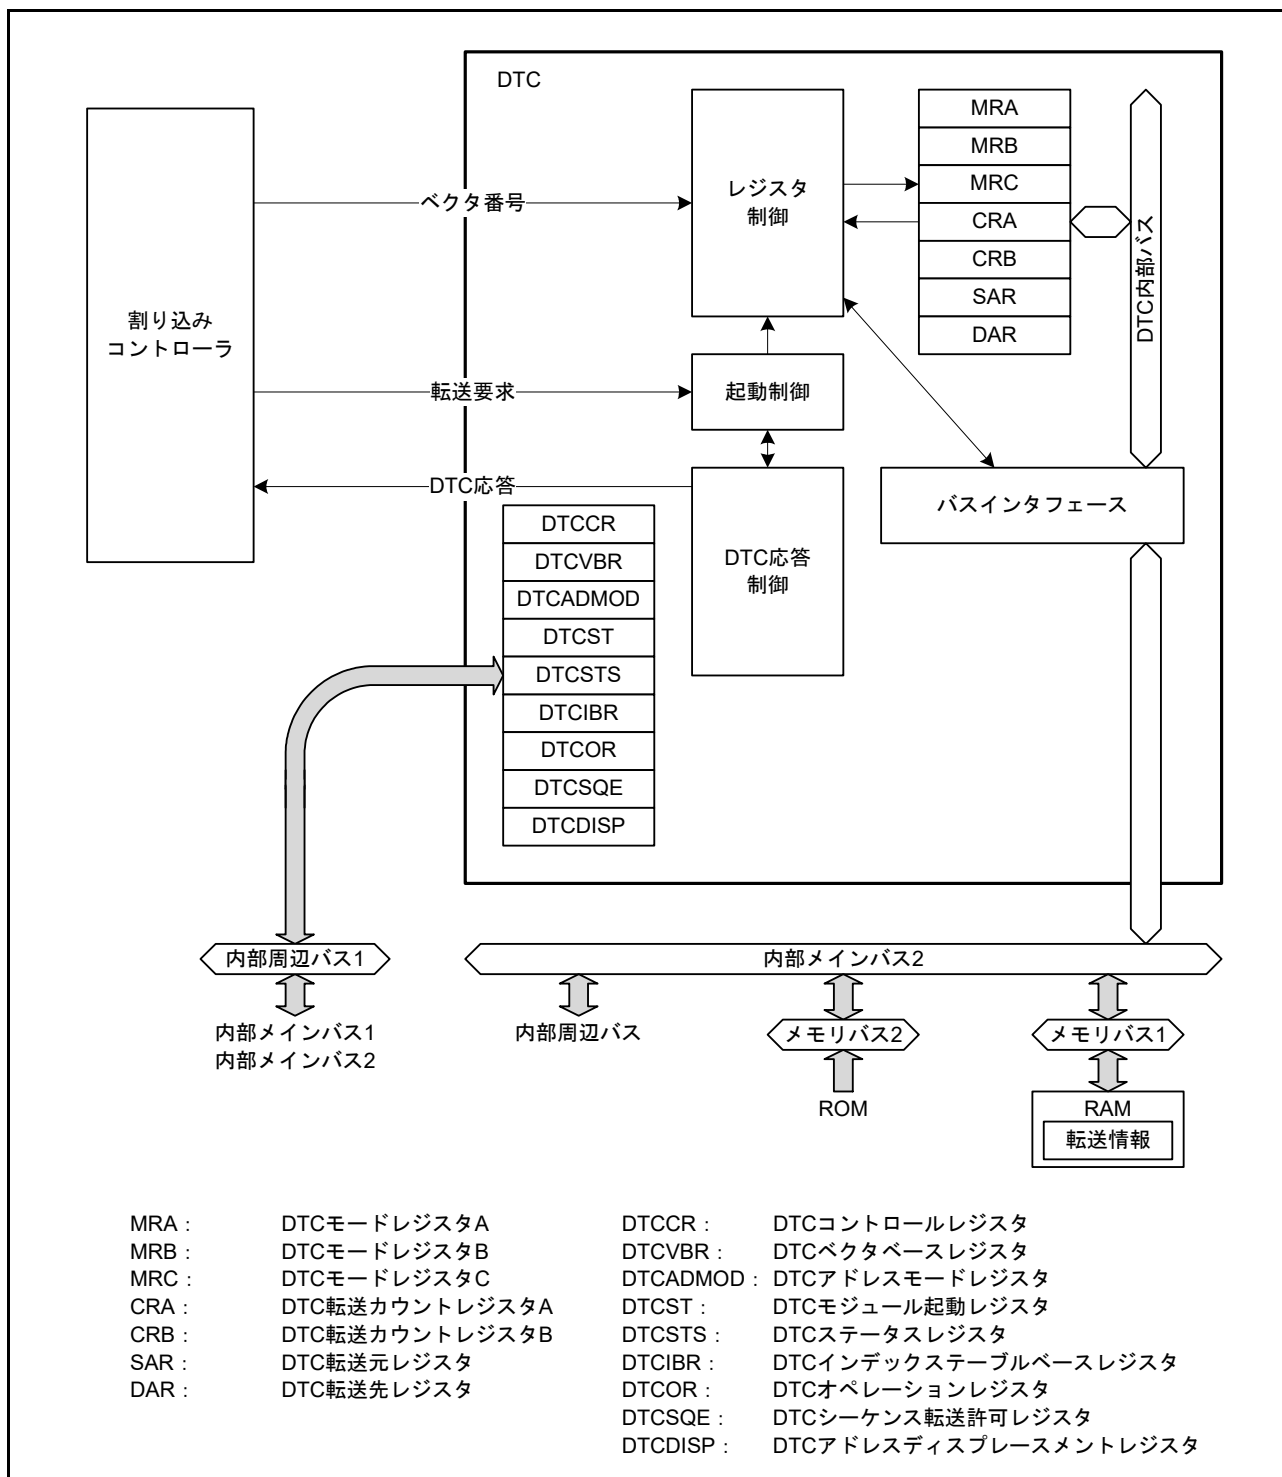 DTC
MRA
MRB
MRC
CRA
CRB
SAR
DAR
レジスタ
制御
ベクタ番号
DTC内部バス
割り込み
コントローラ
転送要求
起動制御
DTC応答
バスインタフェース
DTC応答
制御
DTCCR
DTCVBR
DTCADMOD
DTCST
DTCSTS
DTCIBR
DTCOR
DTCSQE
DTCDISP
内部周辺バス1
内部メインバス2
内部メインバス1
内部メインバス2
内部周辺バス
メモリバス2
メモリバス1
ROM
RAM
転送情報
MRA : DTCモードレジスタA
MRB : DTCモードレジスタB
MRC : DTCモードレジスタC
CRA : DTC転送カウントレジスタA
CRB : DTC転送カウントレジスタB
SAR : DTC転送元レジスタ
DAR : DTC転送先レジスタ
DTCCR : DTCコントロールレジスタ
DTCVBR : DTCベクタベースレジスタ
DTCADMOD : DTCアドレスモードレジスタ
DTCST : DTCモジュール起動レジスタ
DTCSTS : DTCステータスレジスタ
DTCIBR : DTCインデックステーブルベースレジスタ
DTCOR : DTCオペレーションレジスタ
DTCSQE : DTCシーケンス転送許可レジスタ
DTCDISP : DTCアドレスディスプレースメントレジスタ